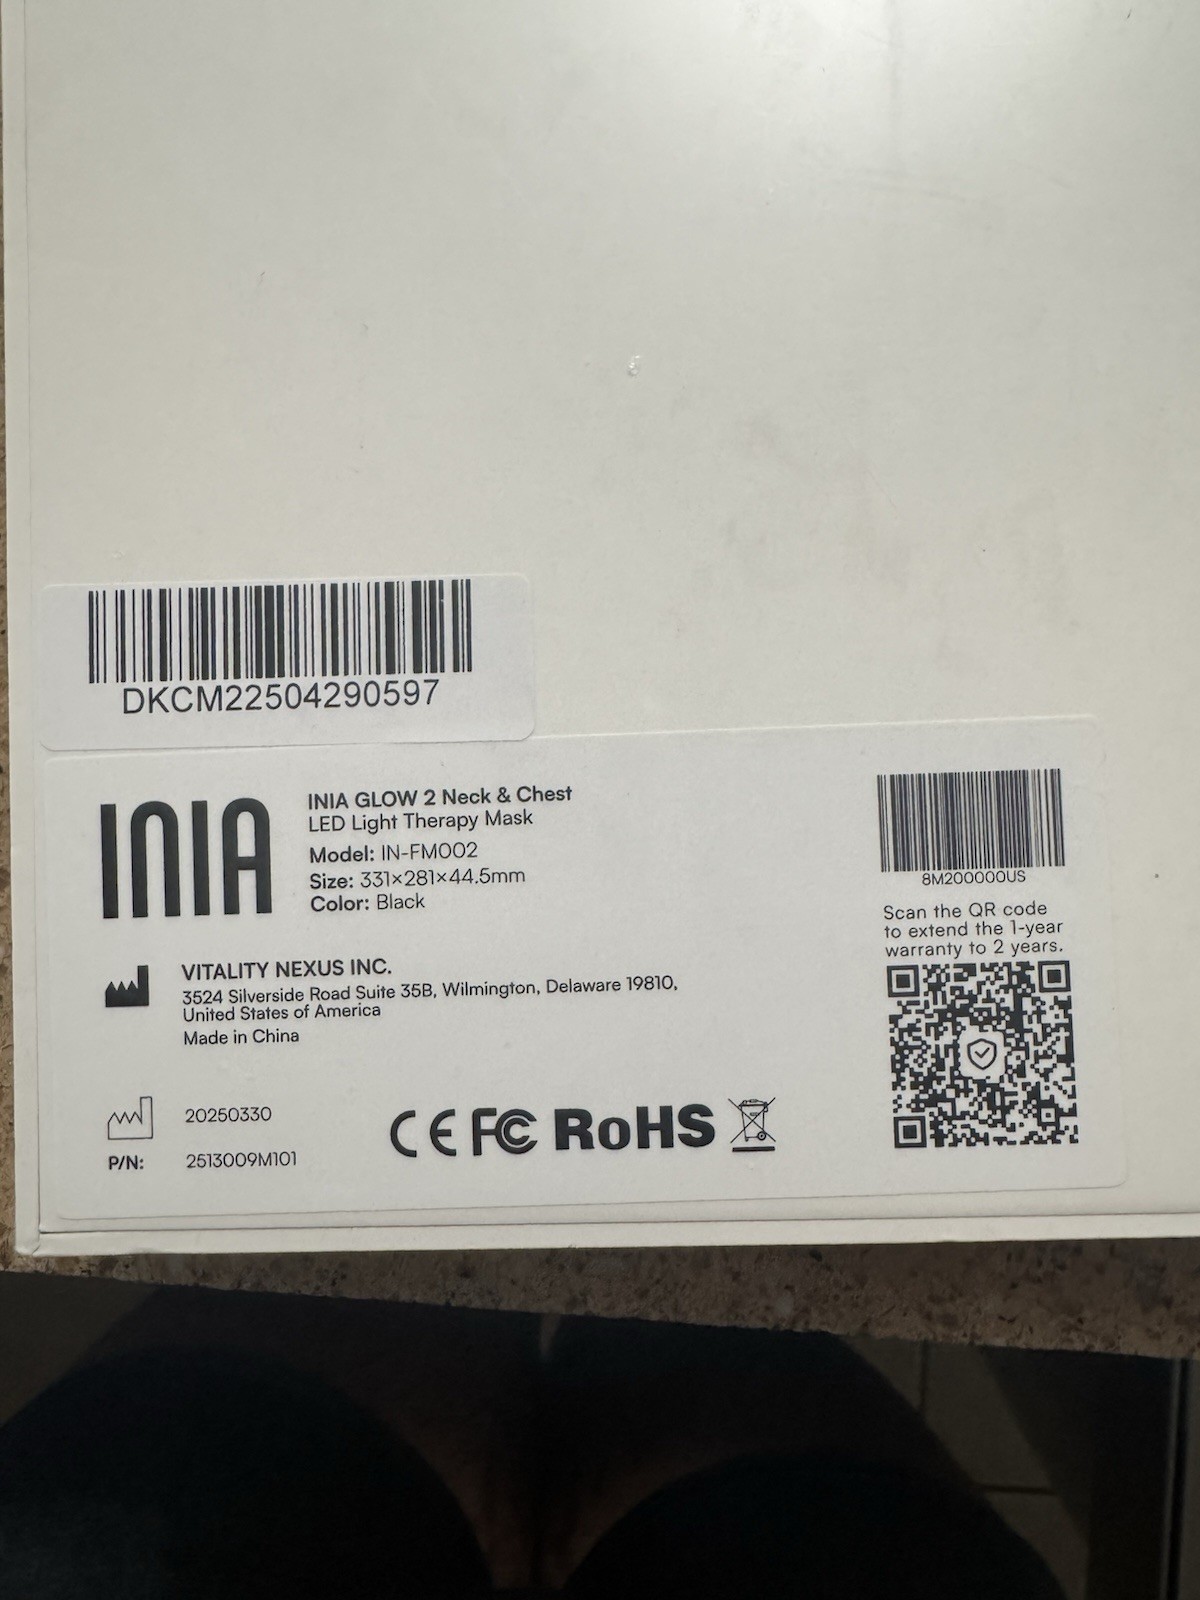 DKCM22504290597
INIA
INIA GLOW 2 Neck & Chest
LED Light Therapy Mask
Model: IN-FM002
Size: 331×281×44.5mm
Color: Black
8M200000US
Scan the QR code
to extend the 1-year
warranty to 2 years.
VITALITY NEXUS INC.
3524 Silverside Road Suite 35B, Wilmington, Delaware 19810,
United States of America
Made in China
20250330
P/N: 2513009M101
CE FC RoHS